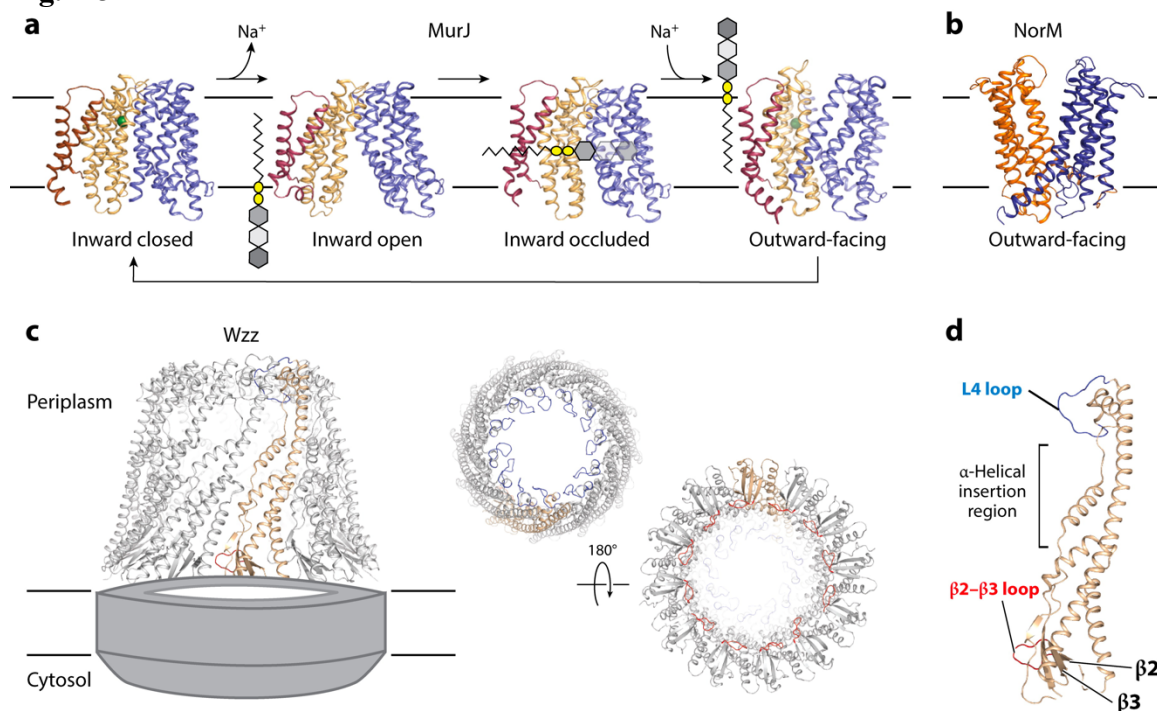 a
Na⁺
MurJ
Na⁺
Inward closed
Inward open
Inward occluded
Outward-facing
b
NorM
Outward-facing
c
Wzz
Periplasm
Cytosol
180°
d
L4 loop
α-Helical
insertion
region
β2–β3 loop
β2
β3